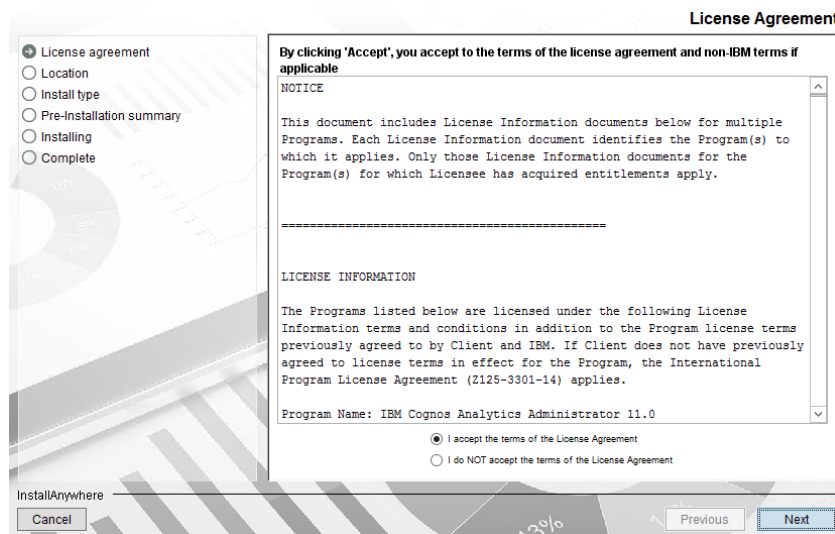 License Agreement
License agreement
Location
Install type
Pre-Installation summary
Installing
Complete
By clicking 'Accept', you accept to the terms of the license agreement and non-IBM terms if
applicable
NOTICE
This document includes License Information documents below for multiple
Programs. Each License Information document identifies the Program(s) to
which it applies. Only those License Information documents for the
Program(s) for which Licensee has acquired entitlements apply.
==============================================
LICENSE INFORMATION
The Programs listed below are licensed under the following License
Information terms and conditions in addition to the Program license terms
previously agreed to by Client and IBM. If Client does not have previously
agreed to license terms in effect for the Program, the International
Program License Agreement (Z125-3301-14) applies.
Program Name: IBM Cognos Analytics Administrator 11.0
I accept the terms of the License Agreement
I do NOT accept the terms of the License Agreement
InstallAnywhere
Cancel
13%
Previous
Next